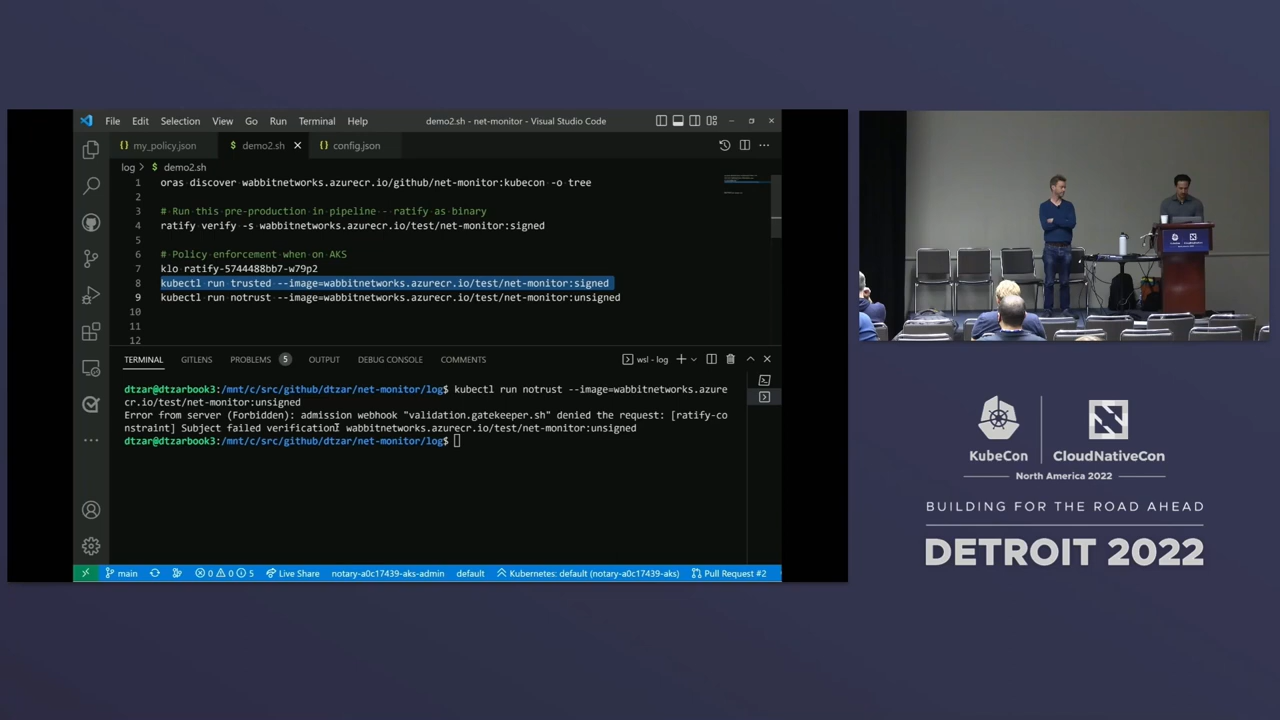 File Edit Selection View Go Run Terminal Help
demo2.sh - net-monitor - Visual Studio Code
{} my_policy.json
$ demo2.sh
{} config.json
log > $ demo2.sh
1 oras discover wabbitnetworks.azurecr.io/github/net-monitor:kubecon -o tree
2
3 # Run this pre-production in pipeline - ratify as binary
4 ratify verify -s wabbitnetworks.azurecr.io/test/net-monitor:signed
5
6 # Policy enforcement when on AKS
7 klo ratify-5744488bb7-w79p2
8 kubectl run trusted --image=wabbitnetworks.azurecr.io/test/net-monitor:signed
9 kubectl run notrust --image=wabbitnetworks.azurecr.io/test/net-monitor:unsigned
10
11
12
TERMINAL GITLENS PROBLEMS 5 OUTPUT DEBUG CONSOLE COMMENTS
wsl - log
dtzar@dtzarbook3:/mnt/c/src/github/dtzar/net-monitor/log$ kubectl run notrust --image=wabbitnetworks.azure
cr.io/test/net-monitor:unsigned
Error from server (Forbidden): admission webhook "validation.gatekeeper.sh" denied the request: [ratify-co
nstraint] Subject failed verification: wabbitnetworks.azurecr.io/test/net-monitor:unsigned
dtzar@dtzarbook3:/mnt/c/src/github/dtzar/net-monitor/log$
main
0 0 5
Live Share
notary-a0c17439-aks-admin
default
Kubernetes: default (notary-a0c17439-aks)
Pull Request #2
KubeCon
CloudNativeCon
North America 2022
BUILDING FOR THE ROAD AHEAD
DETROIT 2022